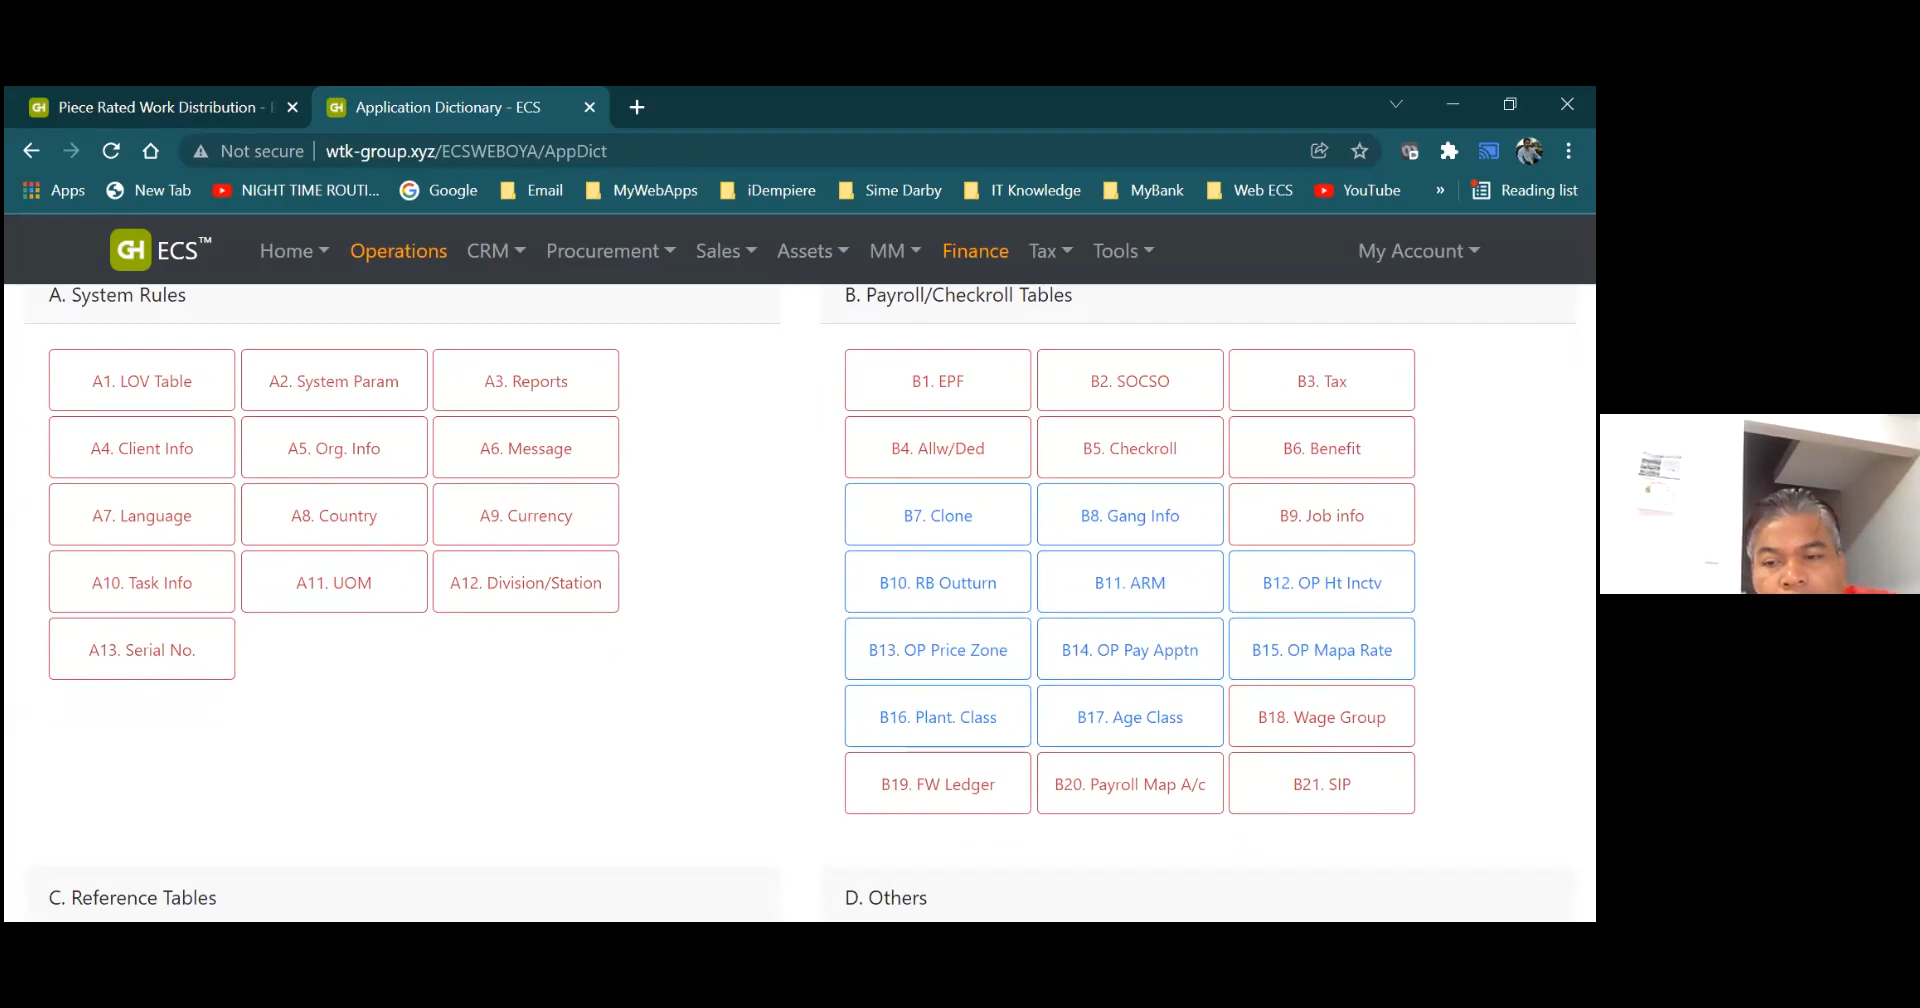 Piece Rated Work Distribution -
Application Dictionary - ECS
Not secure
wtk-group.xyz/ECSWEBOYA/AppDict
Apps
New Tab
NIGHT TIME ROUTI...
Google
Email
MyWebApps
iDempiere
Sime Darby
IT Knowledge
MyBank
Web ECS
YouTube
»
Reading list
GH ECS™
Home
Operations
CRM
Procurement
Sales
Assets
MM
Finance
Tax
Tools
My Account
A. System Rules
A1. LOV Table
A2. System Param
A3. Reports
A4. Client Info
A5. Org. Info
A6. Message
A7. Language
A8. Country
A9. Currency
A10. Task Info
A11. UOM
A12. Division/Station
A13. Serial No.
B. Payroll/Checkroll Tables
B1. EPF
B2. SOCSO
B3. Tax
B4. Allw/Ded
B5. Checkroll
B6. Benefit
B7. Clone
B8. Gang Info
B9. Job info
B10. RB Outturn
B11. ARM
B12. OP Ht Inctv
B13. OP Price Zone
B14. OP Pay Apptn
B15. OP Mapa Rate
B16. Plant. Class
B17. Age Class
B18. Wage Group
B19. FW Ledger
B20. Payroll Map A/c
B21. SIP
C. Reference Tables
D. Others